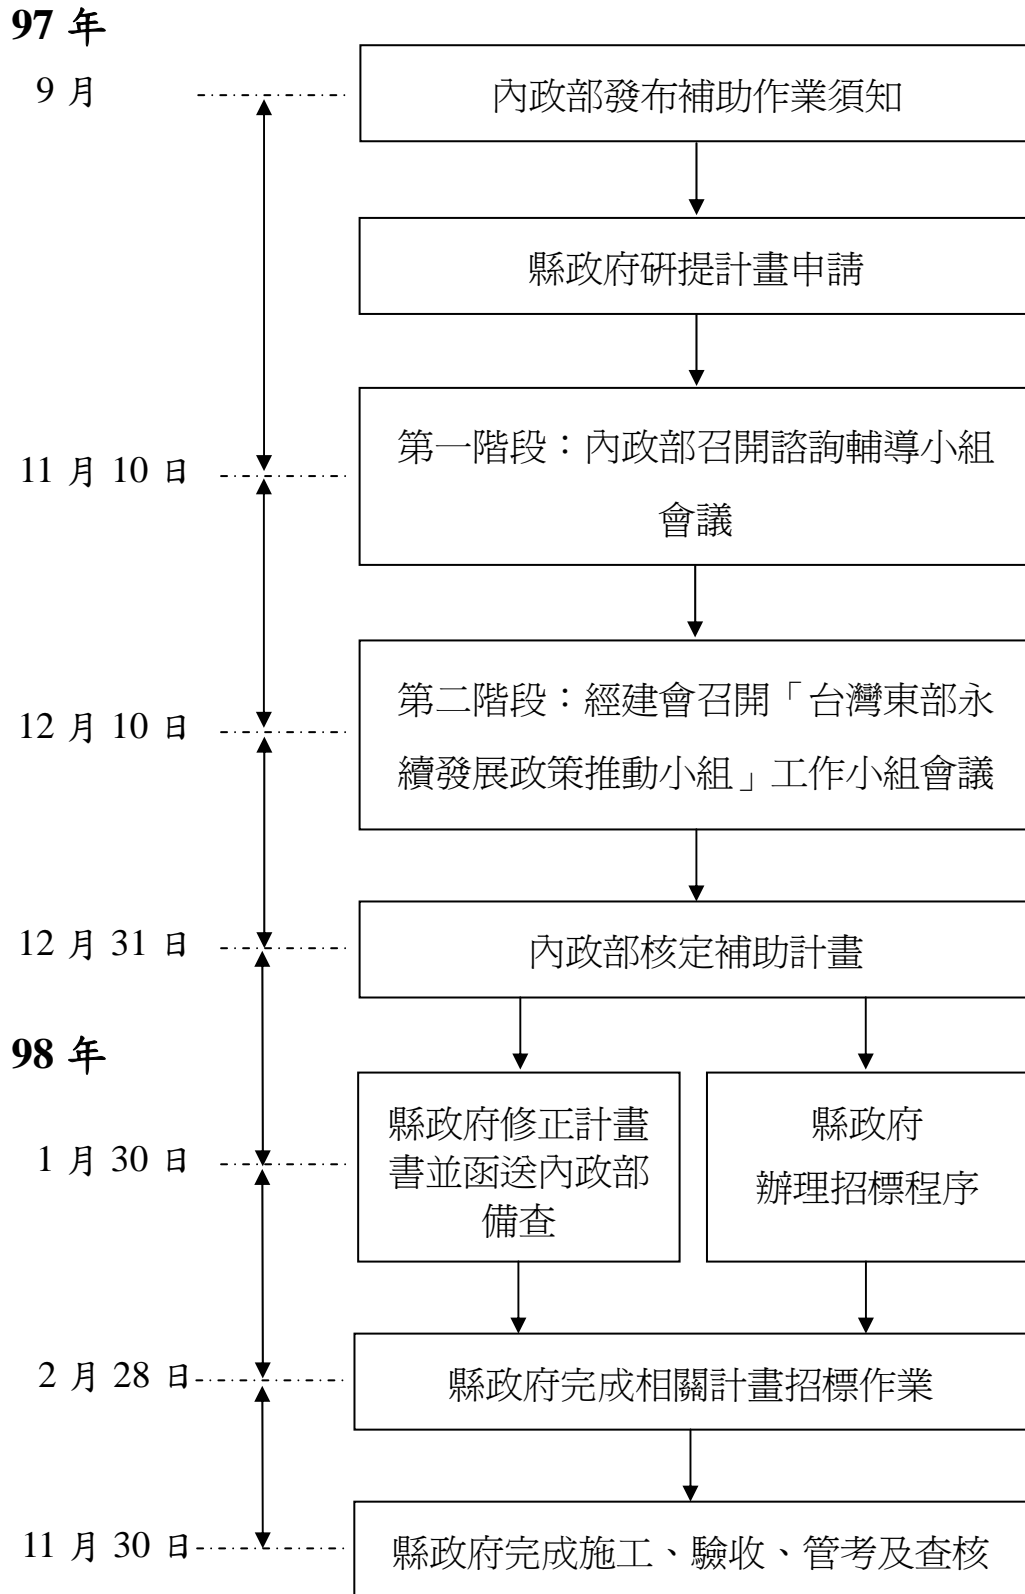 97 年
9 月
內政部發布補助作業須知
縣政府研提計畫申請
11 月 10 日
第一階段：內政部召開諮詢輔導小組
會議
12 月 10 日
第二階段：經建會召開「台灣東部永
續發展政策推動小組」工作小組會議
12 月 31 日
內政部核定補助計畫
98 年
1 月 30 日
縣政府修正計畫
書並函送內政部
備查
縣政府
辦理招標程序
2 月 28 日
縣政府完成相關計畫招標作業
11 月 30 日
縣政府完成施工、驗收、管考及查核